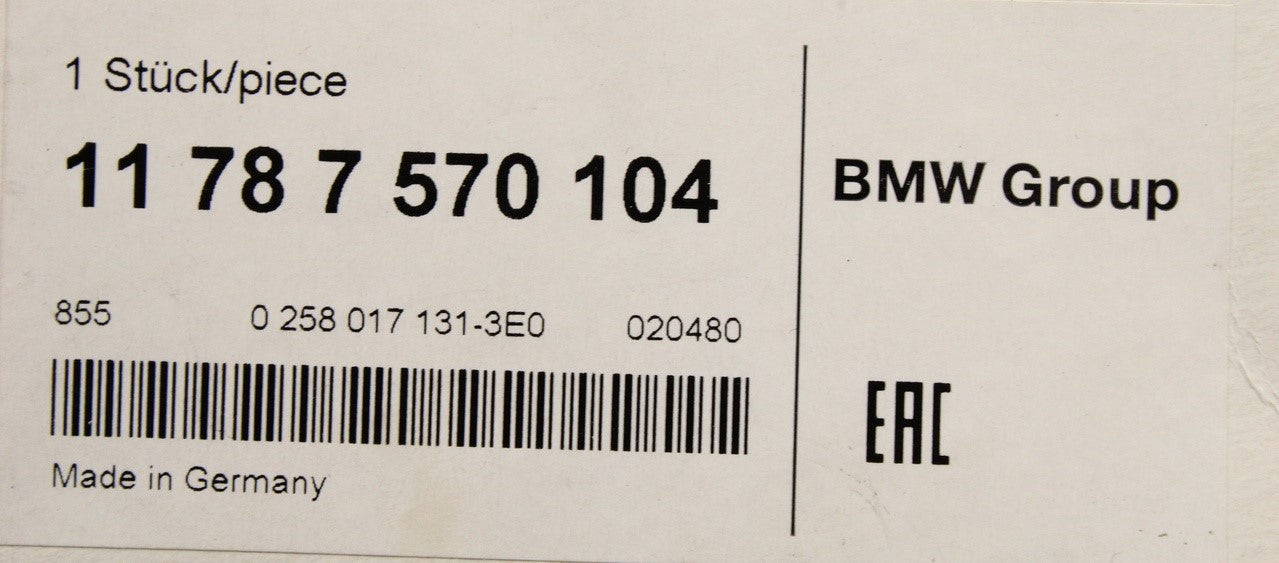 1 Stück/piece
11 78 7 570 104
855 0 258 017 131-3E0 020480
Made in Germany
BMW Group
EAC